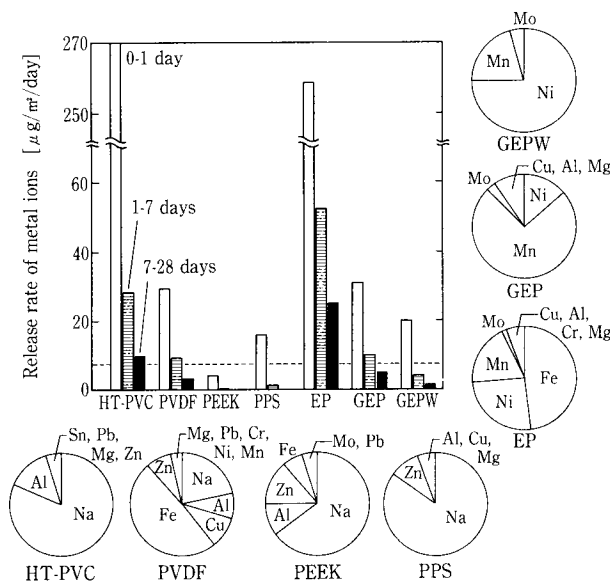 Release rate of metal ions [μg/m²/day]
270
250
60
40
20
0
0-1 day
1-7 days
7-28 days
HT-PVC
PVDF
PEEK
PPS
EP
GEP
GEPW
Mo
Mn
Ni
GEPW
Mo
Cu, Al, Mg
Ni
Mn
GEP
Mo
Cu, Al,
Cr, Mg
Mn
Fe
Ni
EP
Sn, Pb,
Mg, Zn
Al
Na
HT-PVC
Mg, Pb, Cr,
Ni, Mn
Zn
Na
Al
Cu
Fe
PVDF
Fe
Mo, Pb
Zn
Al
Na
PEEK
Al, Cu,
Mg
Zn
Na
PPS